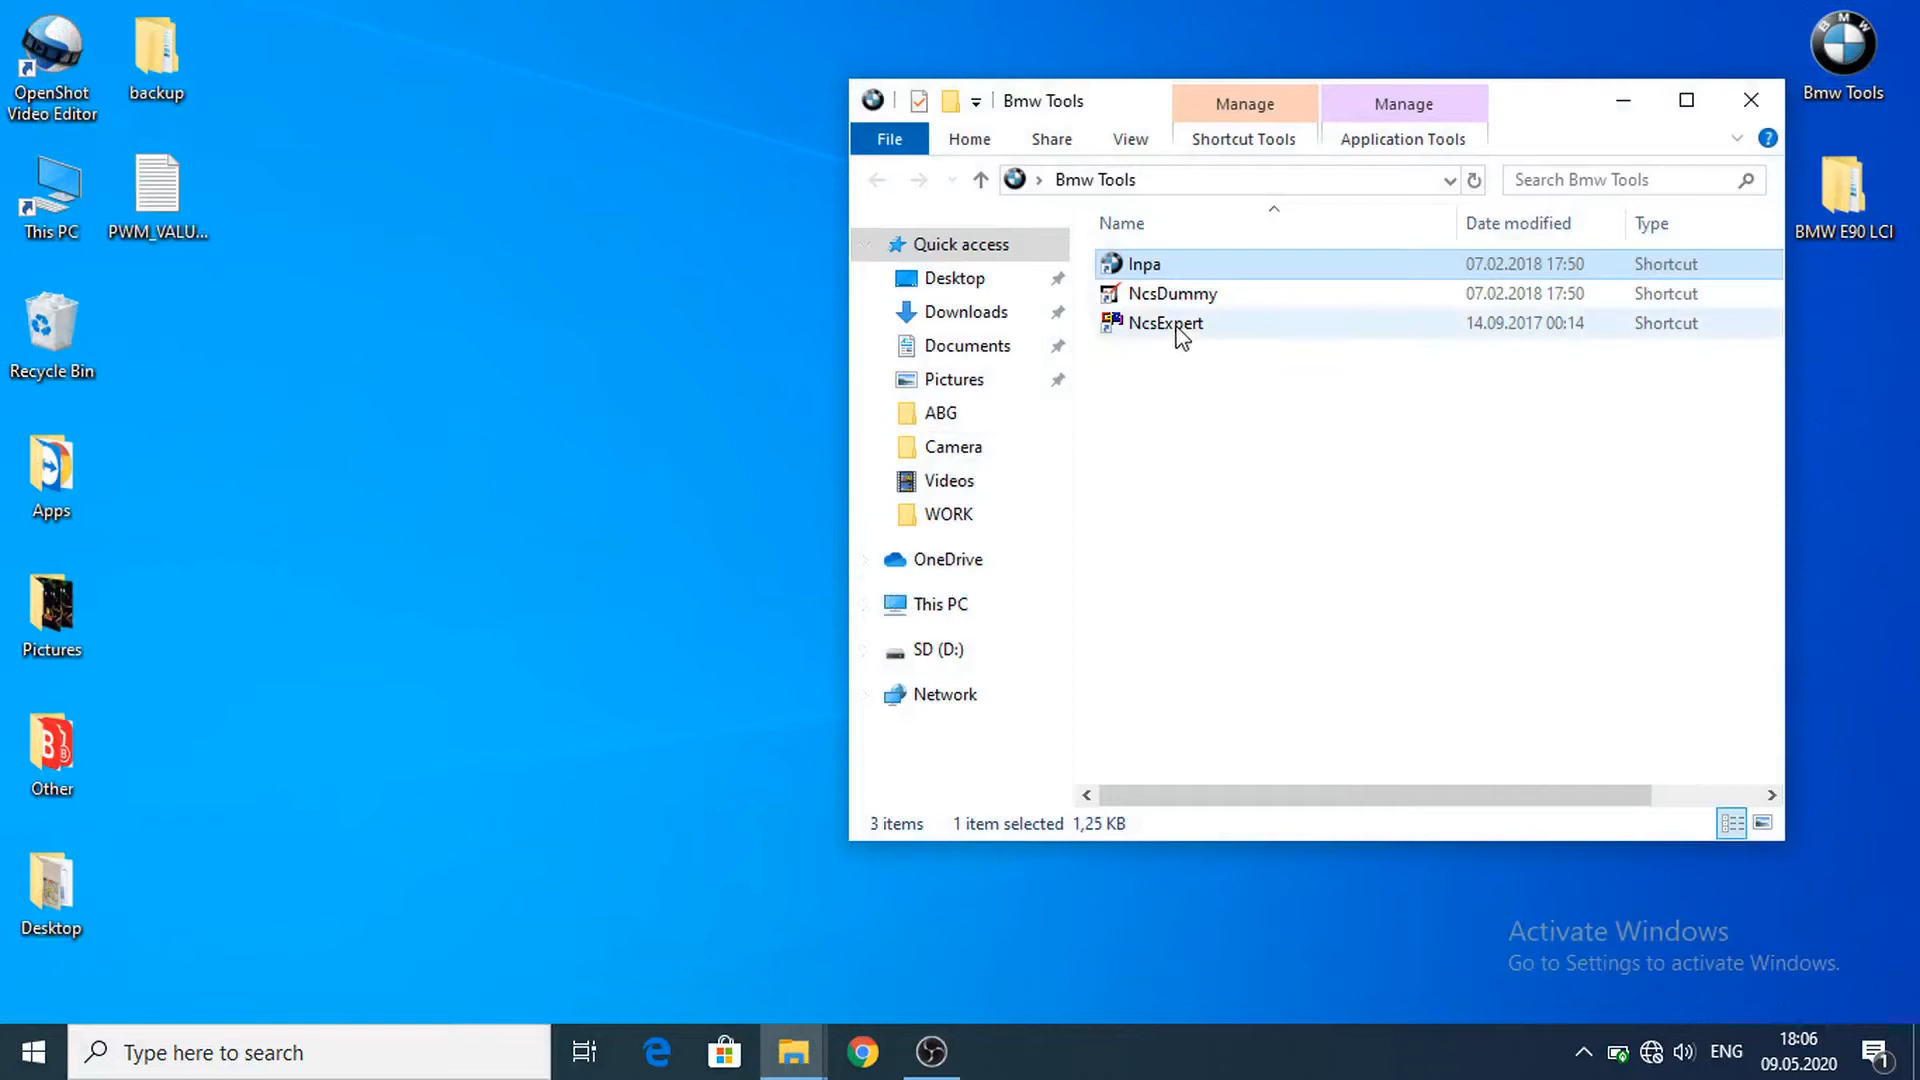 OpenShot
Video Editor
backup
This PC
PWM_VALU...
Recycle Bin
Apps
Pictures
Other
Desktop
Bmw Tools
Manage
Manage
File
Home
Share
View
Shortcut Tools
Application Tools
Bmw Tools
Search Bmw Tools
Name
Date modified
Type
Quick access
Desktop
Downloads
Documents
Pictures
ABG
Camera
Videos
WORK
OneDrive
This PC
SD (D:)
Network
Inpa 07.02.2018 17:50 Shortcut
NcsDummy 07.02.2018 17:50 Shortcut
NcsExpert 14.09.2017 00:14 Shortcut
3 items 1 item selected 1,25 KB
BMW
Bmw Tools
BMW E90 LCI
Activate Windows
Go to Settings to activate Windows.
Type here to search
ENG
18:06
09.05.2020
1